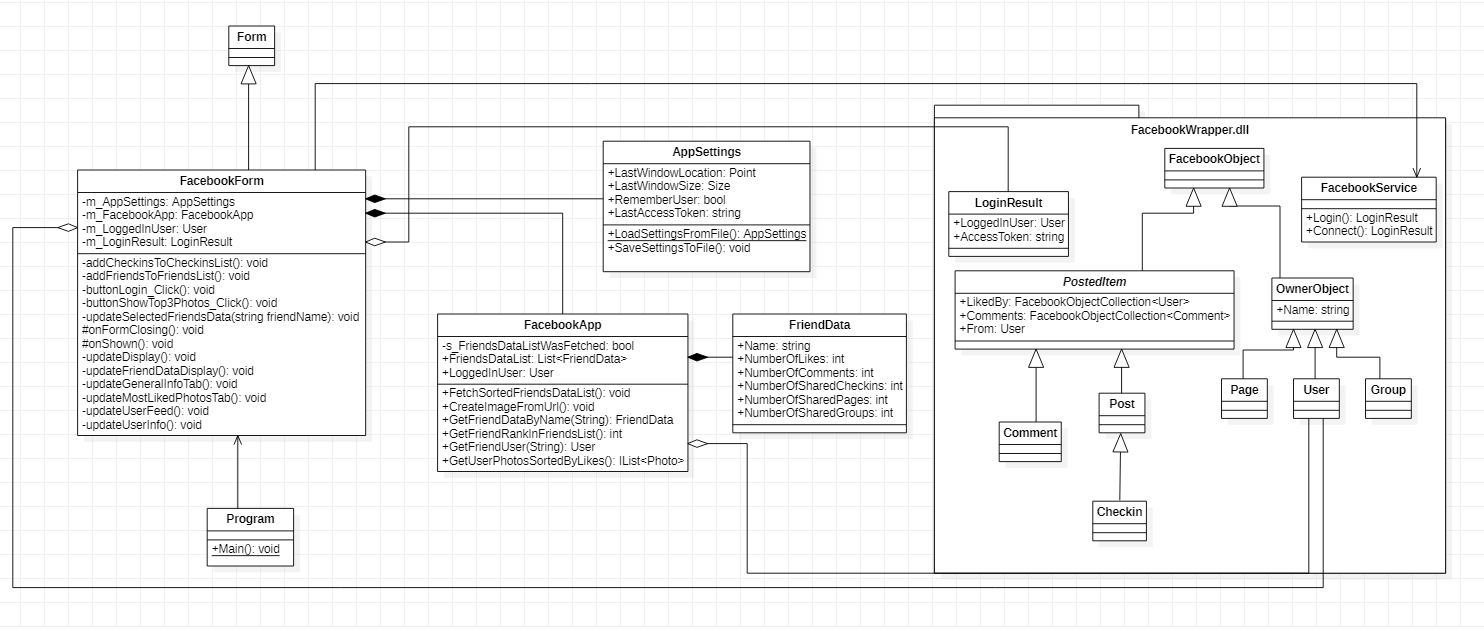 Form
FacebookForm
-m_AppSettings: AppSettings
-m_FacebookApp: FacebookApp
-m_LoggedInUser: User
-m_LoginResult: LoginResult
-addCheckinsToCheckinsList(): void
-addFriendsToFriendsList(): void
-buttonLogin_Click(): void
-buttonShowTop3Photos_Click(): void
-updateSelectedFriendsData(string friendName): void
#onFormClosing(): void
#onShown(): void
-updateDisplay(): void
-updateFriendDataDisplay(): void
-updateGenerallInfoTab(): void
-updateMostLikedPhotosTab(): void
-updateUserFeed(): void
-updateUserInfo(): void
Program
+Main(): void
AppSettings
+LastWindowLocation: Point
+LastWindowSize: Size
+RememberUser: bool
+LastAccessToken: string
+LoadSettingsFromFile(): AppSettings
+SaveSettingsToFile(): void
FacebookApp
-s_FriendsDataListWasFetched: bool
+FriendsDataList: List<FriendData>
+LoggedInUser: User
+FetchSortedFriendsDataList(): void
+CreateImageFromUrl(): void
+GetFriendDataByName(String): FriendData
+GetFriendRankInFriendsList(): int
+GetFriendUser(String): User
+GetUserPhotosSortedByLikes(): IList<Photo>
FriendData
+Name: string
+NumberOfLikes: int
+NumberOfComments: int
+NumberOfSharedCheckins: int
+NumberOfSharedPages: int
+NumberOfSharedGroups: int
FacebookWrapper.dll
FacebookObject
FacebookService
+Login(): LoginResult
+Connect(): LoginResult
LoginResult
+LoggedInUser: User
+AccessToken: string
PostedItem
+LikedBy: FacebookObjectCollection<User>
+Comments: FacebookObjectCollection<Comment>
+From: User
OwnerObject
+Name: string
Page
User
Group
Comment
Post
Checkin